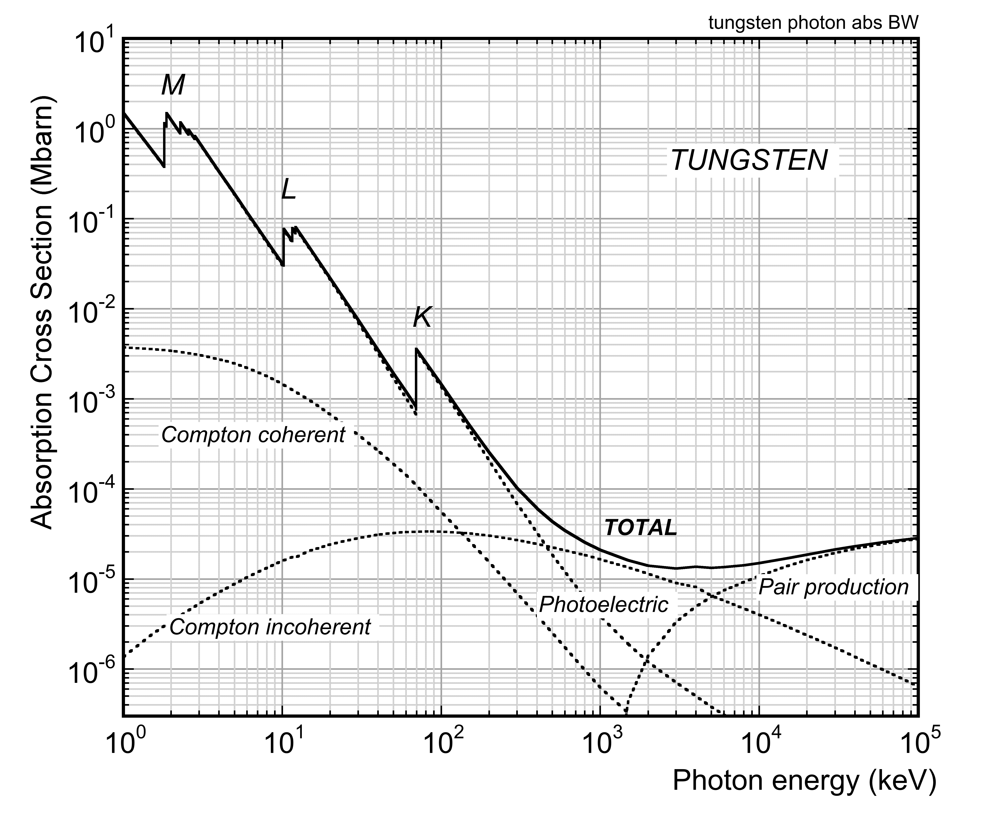 tungsten photon abs BW
10^1
M
10^0
TUNGSTEN
L
10^-1
10^-2
K
10^-3
Compton coherent
10^-4
TOTAL
10^-5
Pair production
Photoelectric
Compton incoherent
10^-6
Absorption Cross Section (Mbarn)
10^0 10^1 10^2 10^3 10^4 10^5
Photon energy (keV)